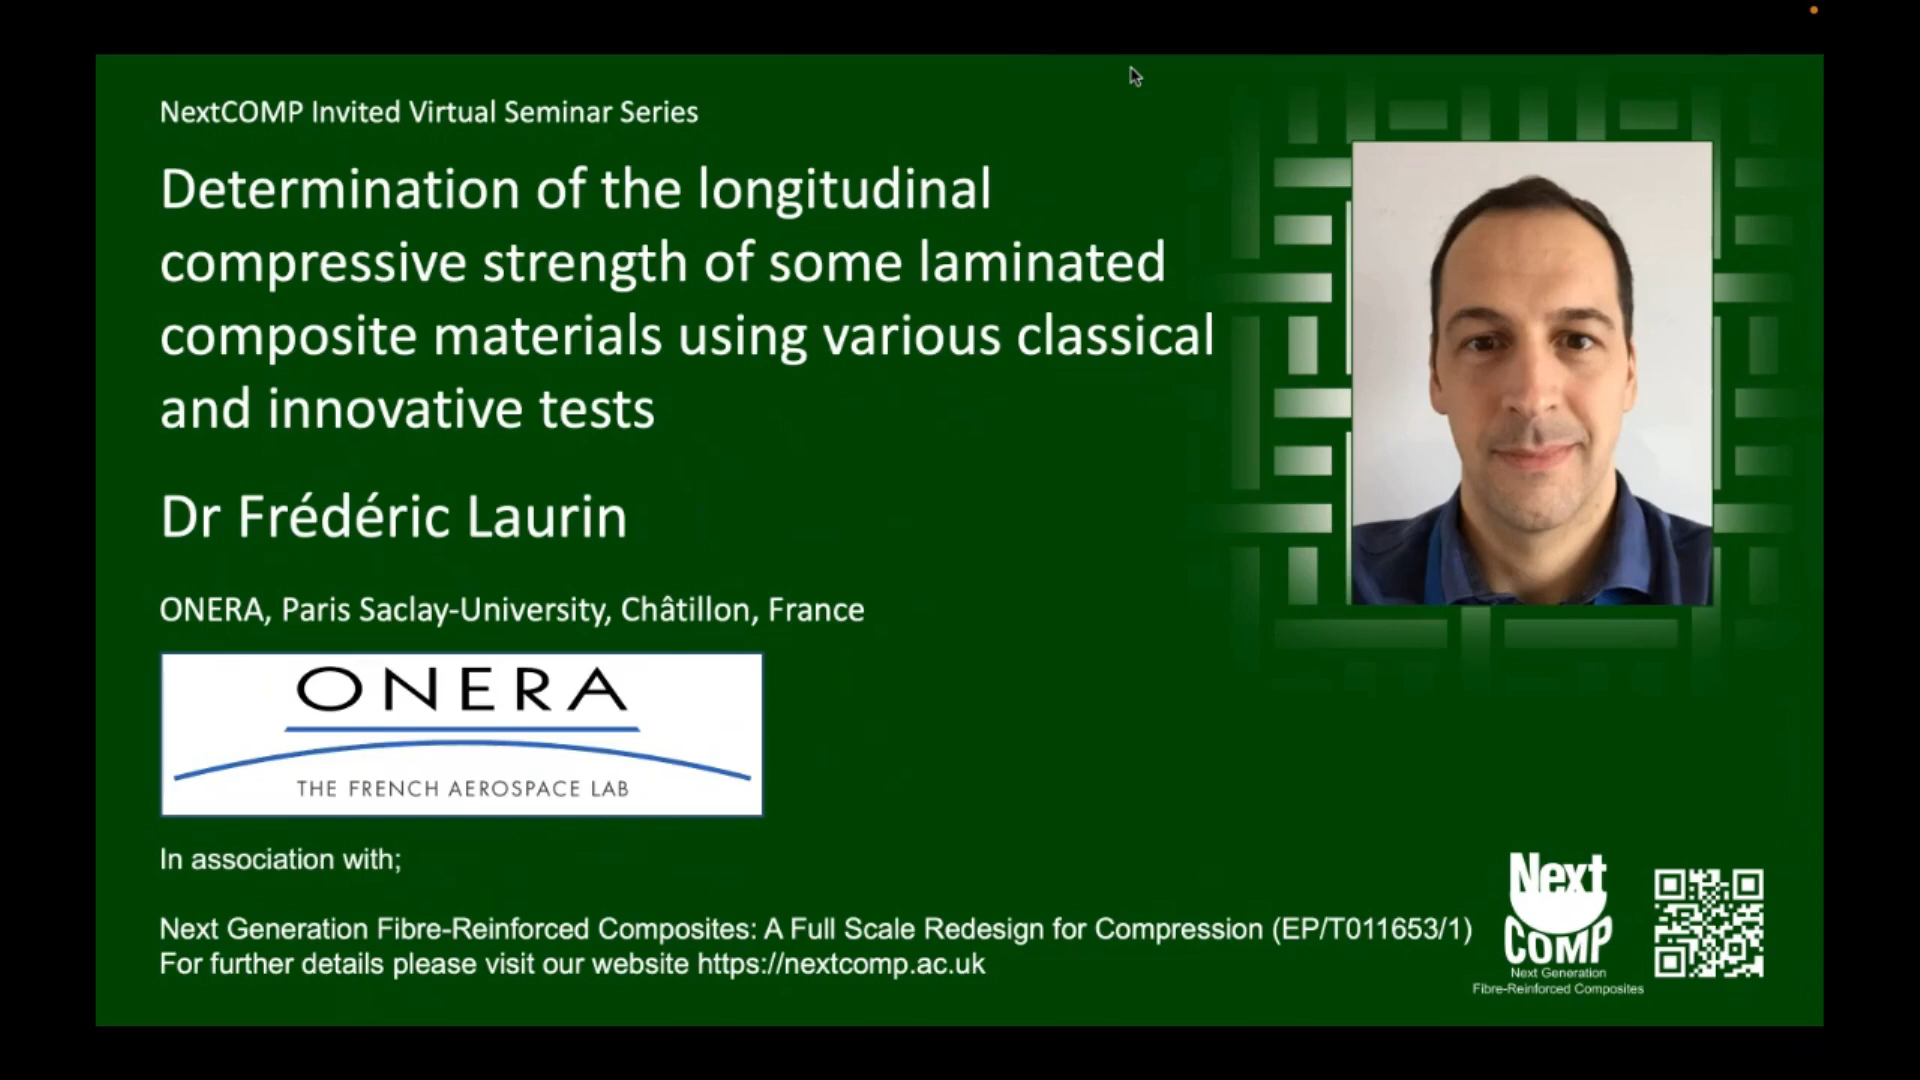 NextCOMP Invited Virtual Seminar Series
Determination of the longitudinal
compressive strength of some laminated
composite materials using various classical
and innovative tests
Dr Frédéric Laurin
ONERA, Paris Saclay-University, Châtillon, France
ONERA
THE FRENCH AEROSPACE LAB
In association with;
Next Generation Fibre-Reinforced Composites: A Full Scale Redesign for Compression (EP/T011653/1)
For further details please visit our website https://nextcomp.ac.uk
Next
COMP
Next Generation
Fibre-Reinforced Composites